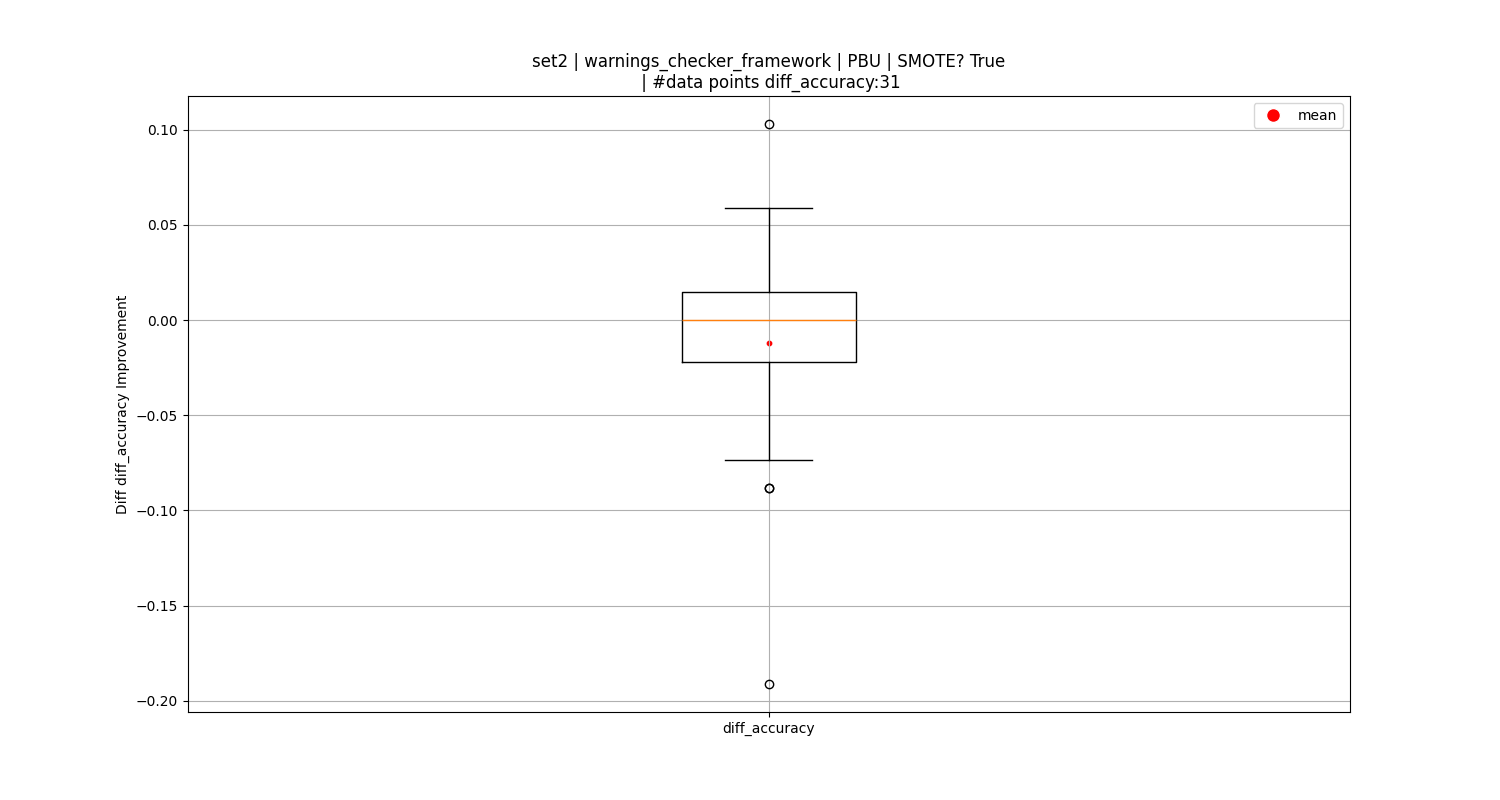 set2 | warnings_checker_framework | PBU | SMOTE? True
| #data points diff_accuracy:31
mean
0.10
0.05
0.00
−0.05
−0.10
−0.15
−0.20
Diff diff_accuracy Improvement
diff_accuracy